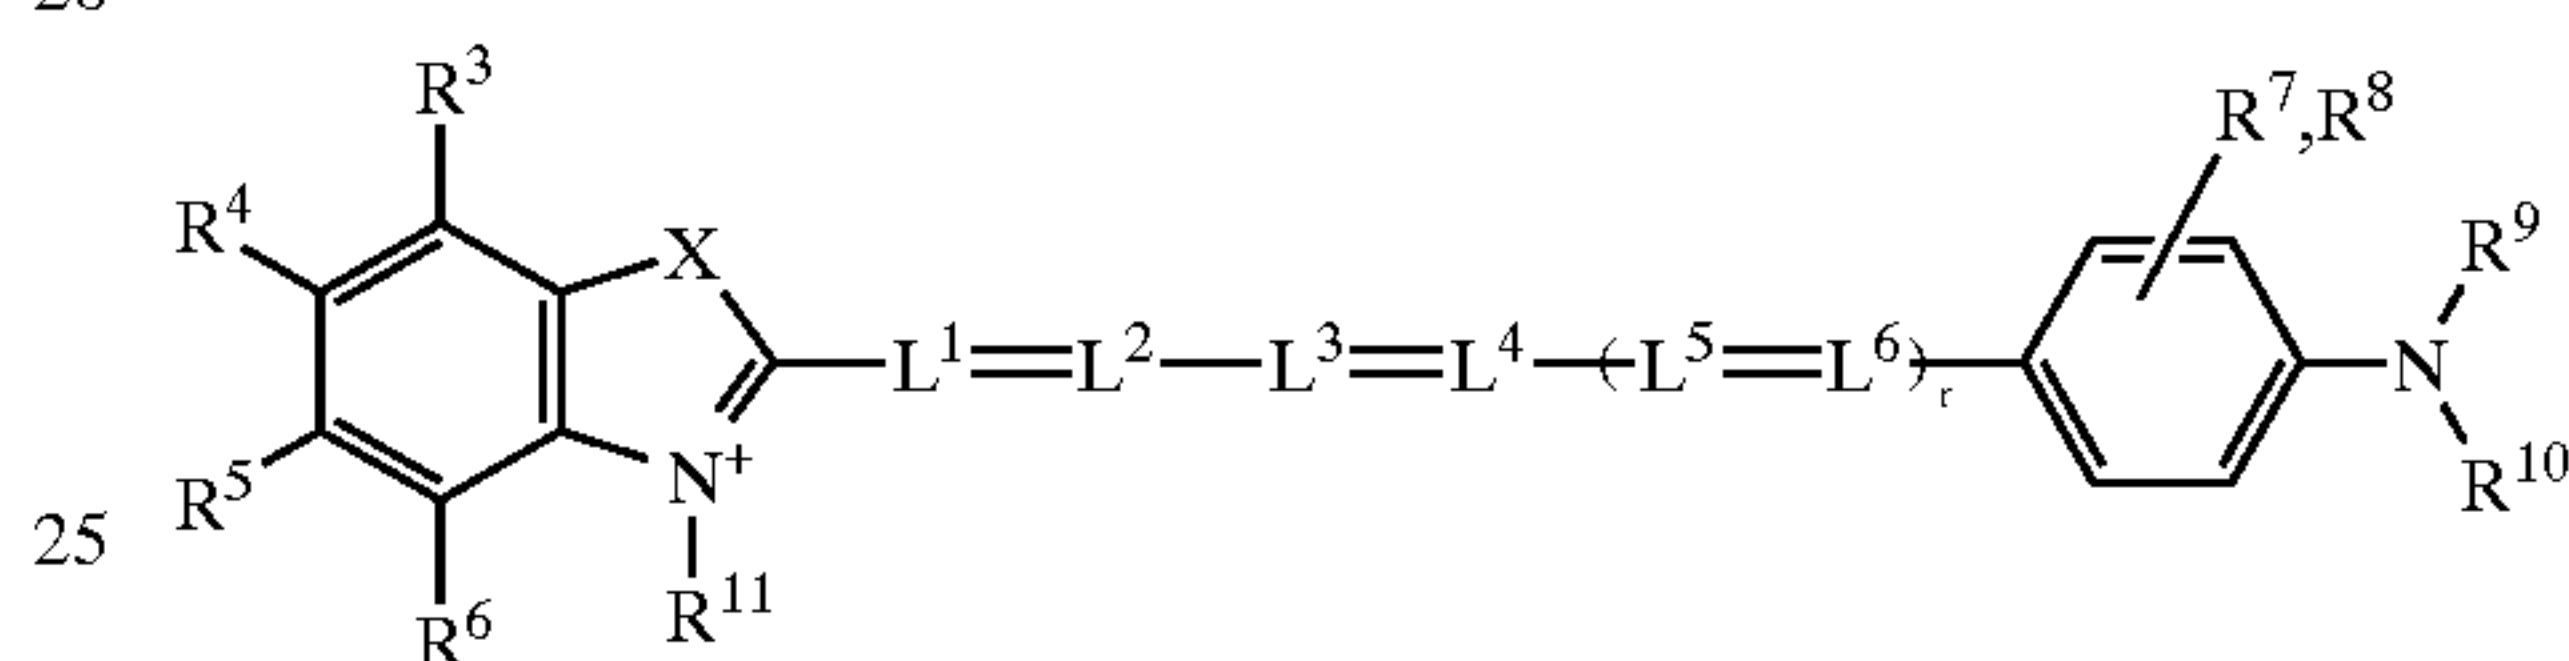 R³
R⁷,R⁸
R⁴ X R⁹
L¹=L²—L³=L⁴—(L⁵=L⁶)ᵣ N
R⁵ N⁺ R¹⁰
25
R⁶ R¹¹